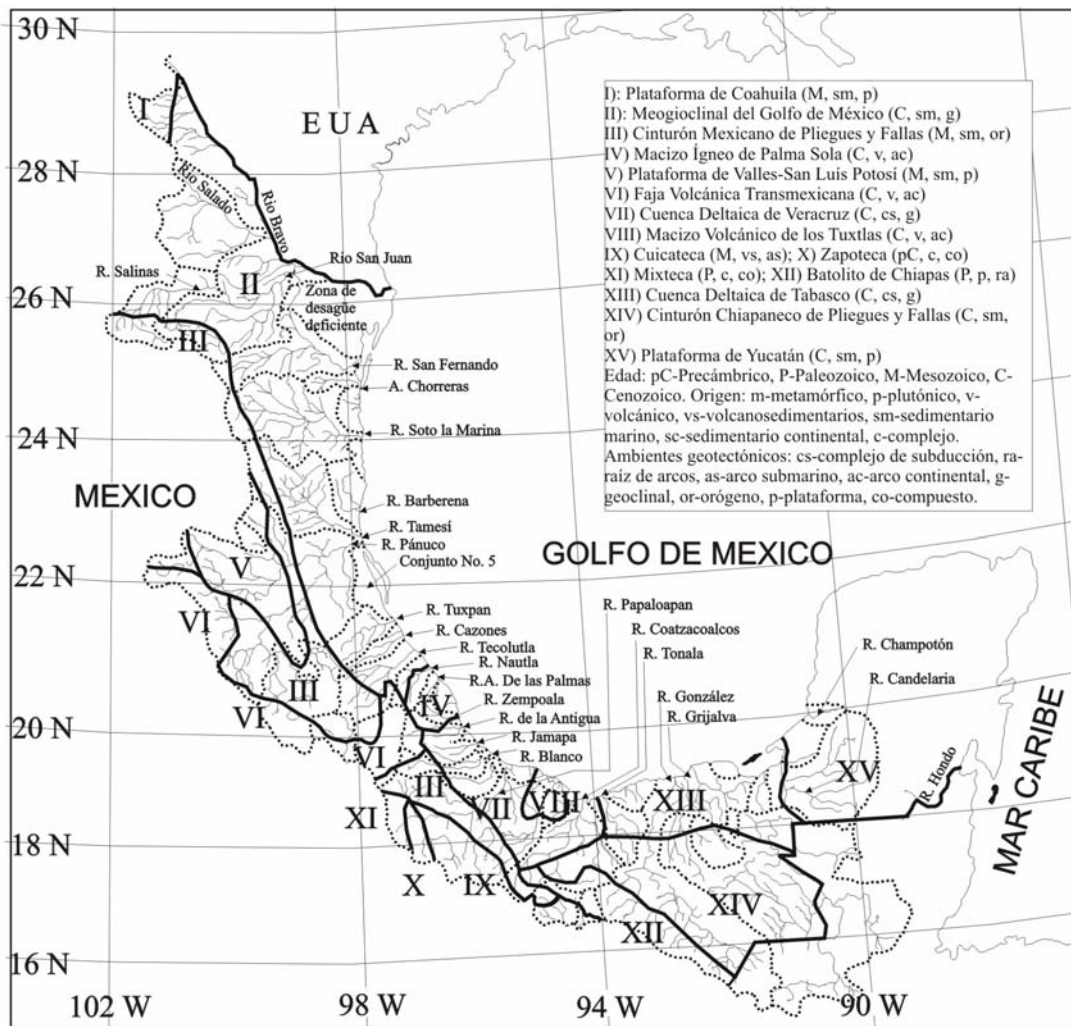 30 N
28 N
26 N
24 N
22 N
20 N
18 N
16 N
102 W
98 W
94 W
90 W
E U A
MEXICO
GOLFO DE MEXICO
MAR CARIBE
I): Plataforma de Coahuila (M, sm, p)
II): Meogioclinal del Golfo de México (C, sm, g)
III) Cinturón Mexicano de Pliegues y Fallas (M, sm, or)
IV) Macizo Ígneo de Palma Sola (C, v, ac)
V) Plataforma de Valles-San Luis Potosí (M, sm, p)
VI) Faja Volcánica Transmexicana (C, v, ac)
VII) Cuenca Deltaica de Veracruz (C, cs, g)
VIII) Macizo Volcánico de los Tuxtlas (C, v, ac)
IX) Cuicateca (M, vs, as); X) Zapoteca (pC, c, co)
XI) Mixteca (P, c, co); XII) Batolito de Chiapas (P, p, ra)
XIII) Cuenca Deltaica de Tabasco (C, cs, g)
XIV) Cinturón Chiapaneco de Pliegues y Fallas (C, sm,
or)
XV) Plataforma de Yucatán (C, sm, p)
Edad: pC-Precámbrico, P-Paleozoico, M-Mesozoico, C-
Cenozoico. Origen: m-metamórfico, p-plutónico, v-
volcánico, vs-volcanosedimentarios, sm-sedimentario
marino, sc-sedimentario continental, c-complejo.
Ambientes geotectónicos: cs-complejo de subducción, ra-
raíz de arcos, as-arco submarino, ac-arco continental, g-
geoclinal, or-orógeno, p-plataforma, co-compuesto.
I
Rio Salado
Rio Bravo
Rio San Juan
R. Salinas
II
Zona de
desagüe
deficiente
III
R. San Fernando
A. Chorreras
R. Soto la Marina
R. Barberena
R. Tamesí
R. Pánuco
Conjunto No. 5
V
VI
R. Tuxpan
R. Cazones
R. Tecolutla
R. Nautla
R.A. De las Palmas
R. Zempoala
R. de la Antigua
R. Jamapa
R. Blanco
III
IV
VI
VI
R. Papaloapan
R. Coatzacoalcos
R. Tonala
R. González
R. Grijalva
R. Champotón
R. Candelaria
R. Hondo
III
VII
VIII
XIII
XV
XI
X
IX
XII
XIV